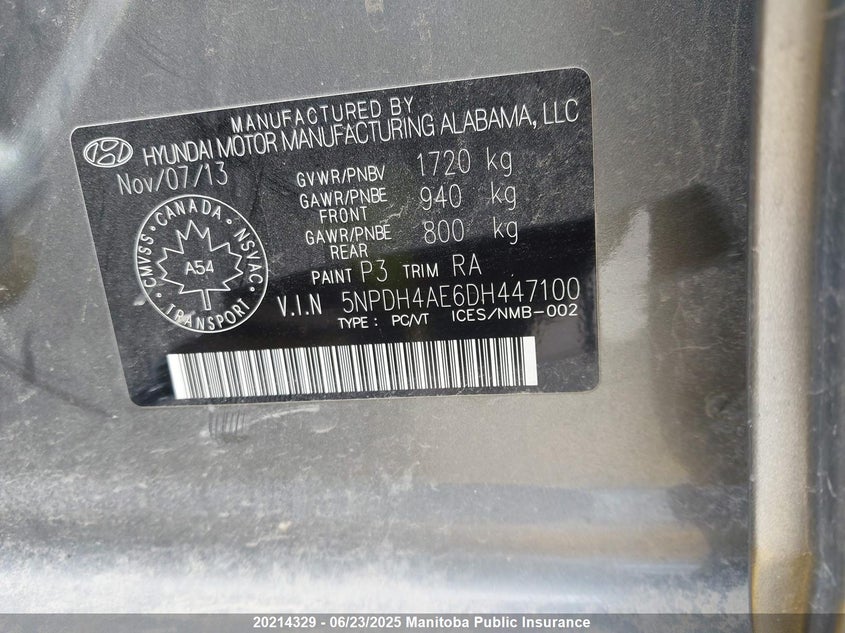 MANUFACTURED BY
HYUNDAI MOTOR MANUFACTURING ALABAMA, LLC
Nov/07/13
GVWR/PNBV 1720 kg
GAWR/PNBE FRONT 940 kg
GAWR/PNBE REAR 800 kg
PAINT P3 TRIM RA
CMVSS · CANADA · NSVAC · TRANSPORT ·
A54
V.I.N 5NPDH4AE6DH447100
TYPE : PC/VT ICES/NMB-002
20214329 - 06/23/2025 Manitoba Public Insurance